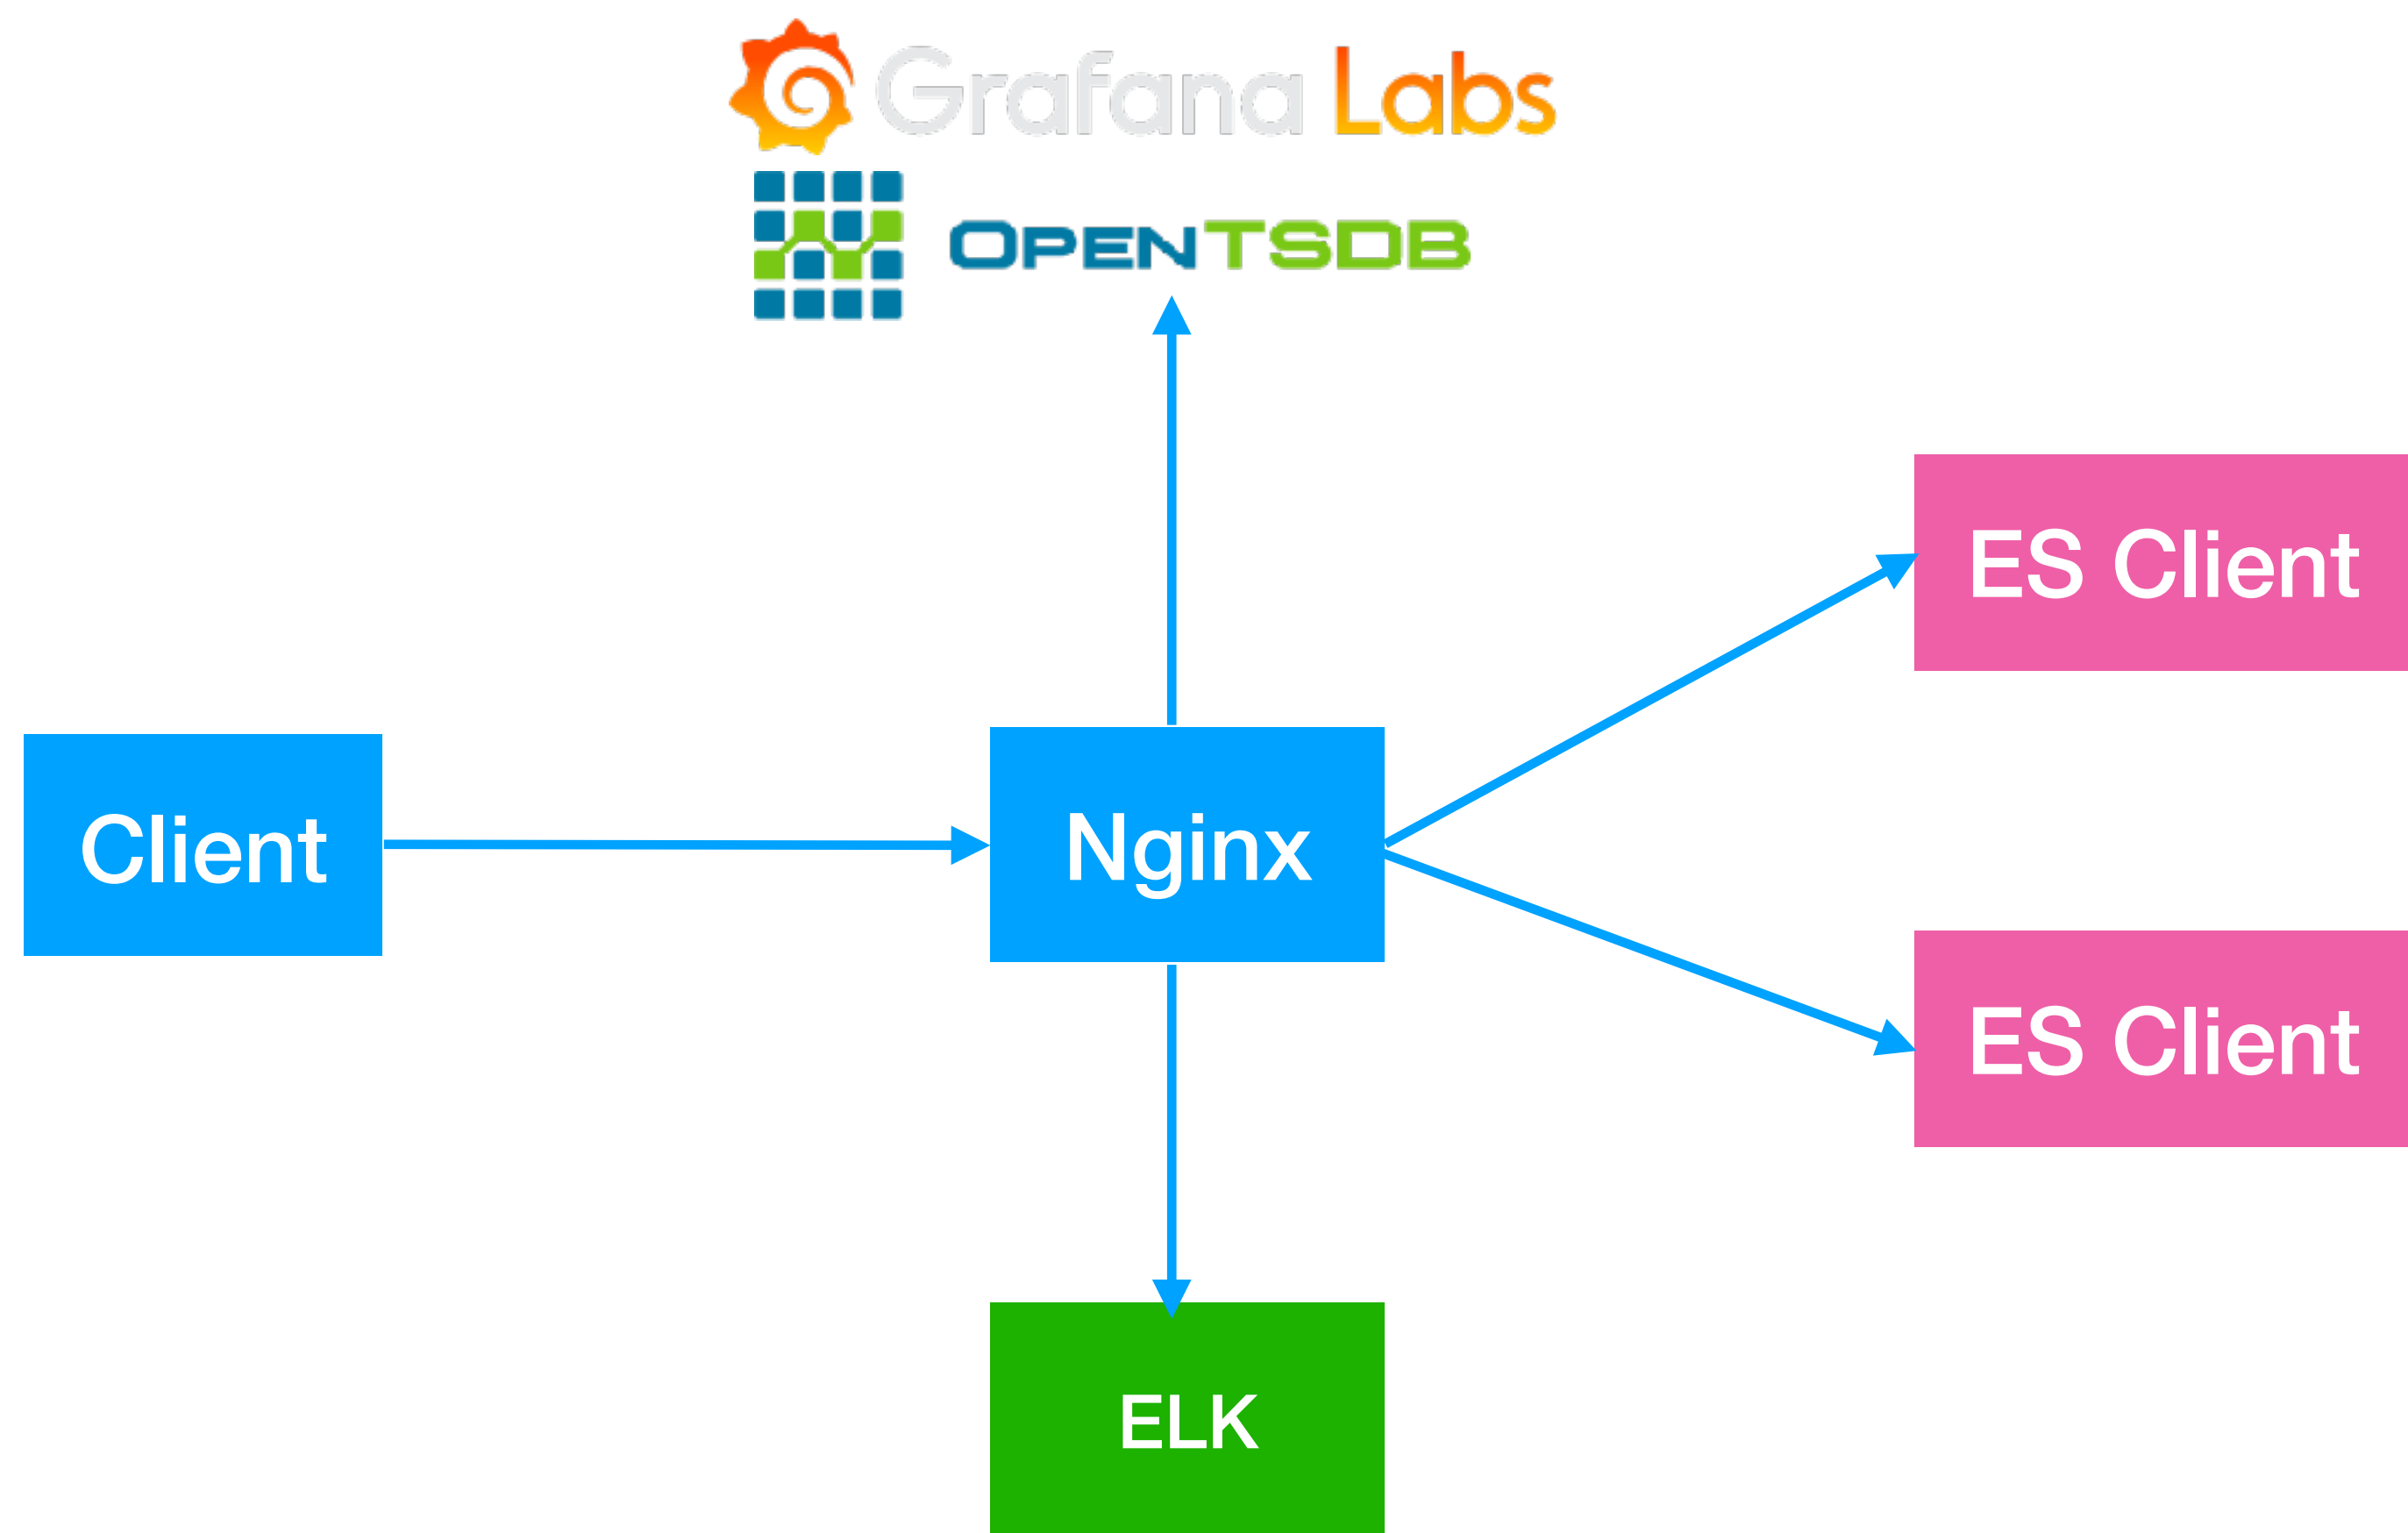 Grafana Labs
OpenTSDB
ES Client
Client
Nginx
ES Client
ELK